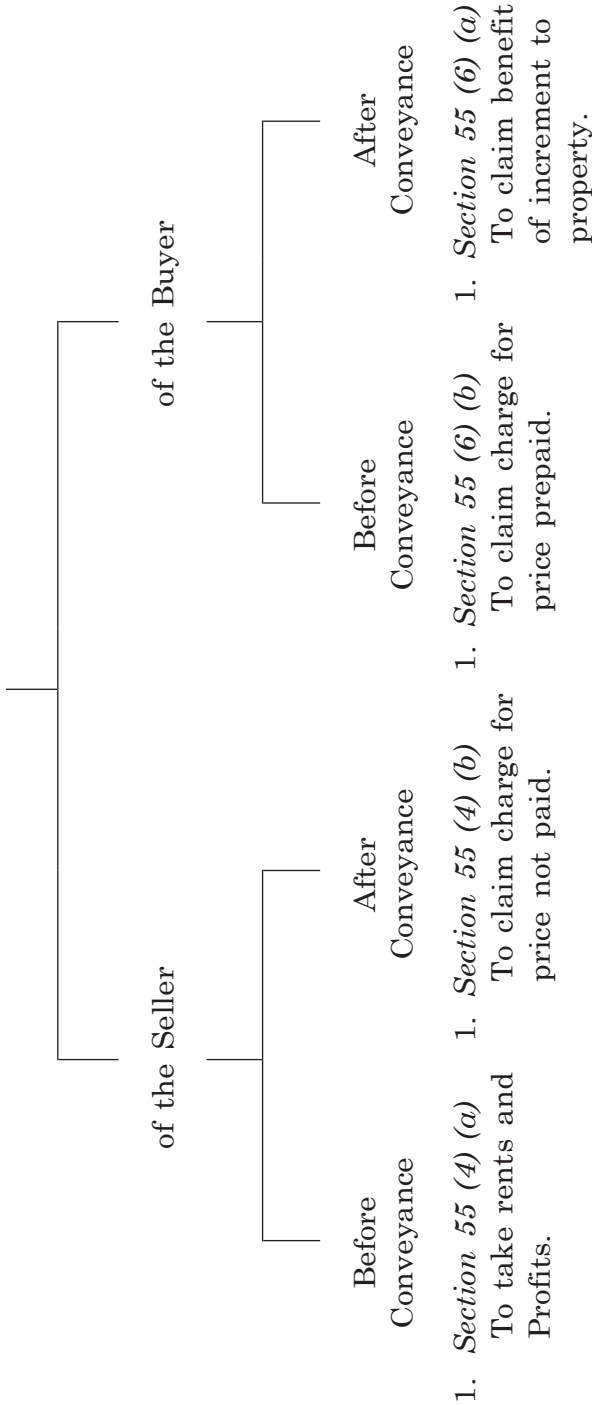 of the Seller
of the Buyer
Before
Conveyance
After
Conveyance
Before
Conveyance
After
Conveyance
1. Section 55 (4) (a)
To take rents and
Profits.
1. Section 55 (4) (b)
To claim charge for
price not paid.
1. Section 55 (6) (b)
To claim charge for
price prepaid.
1. Section 55 (6) (a)
To claim benefit
of increment to
property.